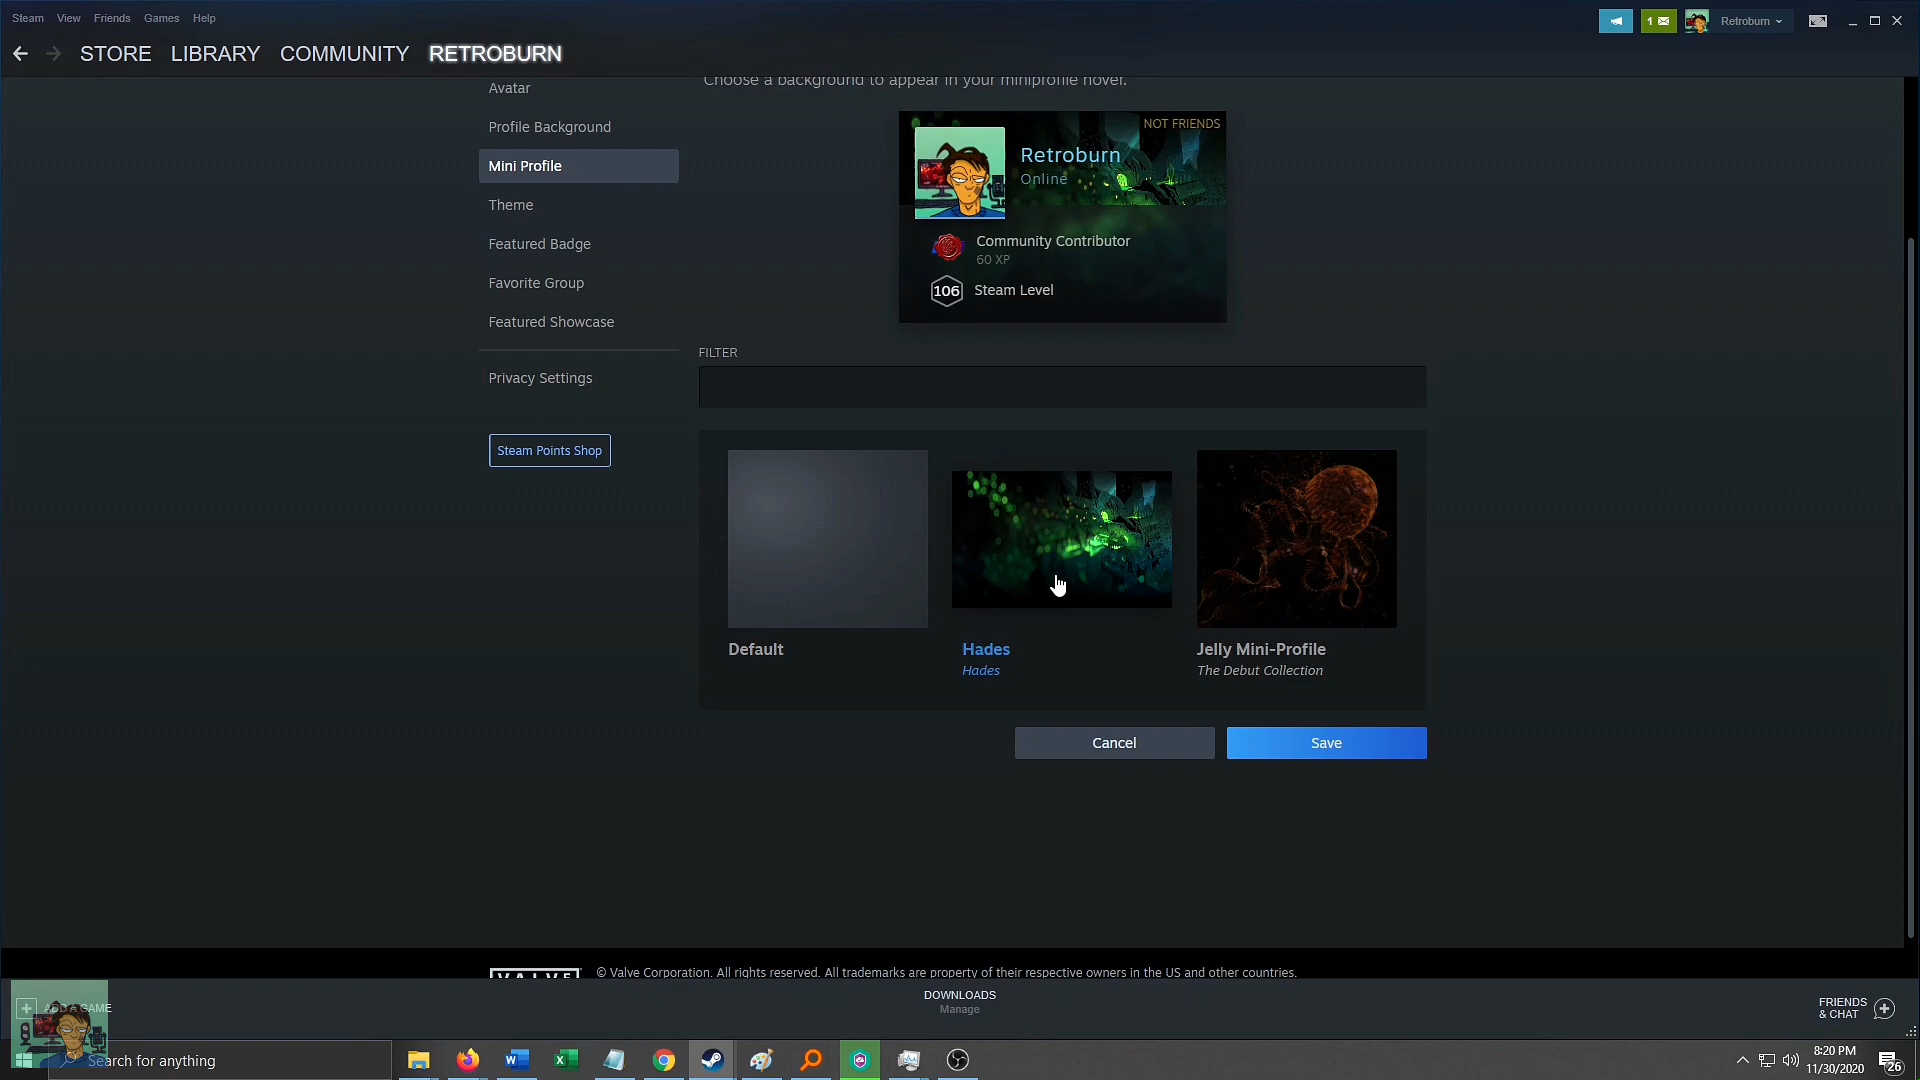 Steam View Friends Games Help
1 Retroburn
STORE LIBRARY COMMUNITY RETROBURN
Choose a background to appear in your miniprofile hover.
Avatar
Profile Background
Mini Profile
Theme
Featured Badge
Favorite Group
Featured Showcase
Privacy Settings
Steam Points Shop
NOT FRIENDS
Retroburn
Online
Community Contributor
60 XP
106 Steam Level
FILTER
Default
Hades
Hades
Jelly Mini-Profile
The Debut Collection
Cancel Save
VALVE © Valve Corporation. All rights reserved. All trademarks are property of their respective owners in the US and other countries.
ADD A GAME
DOWNLOADS
Manage
FRIENDS
& CHAT
Search for anything
8:20 PM
11/30/2020
26